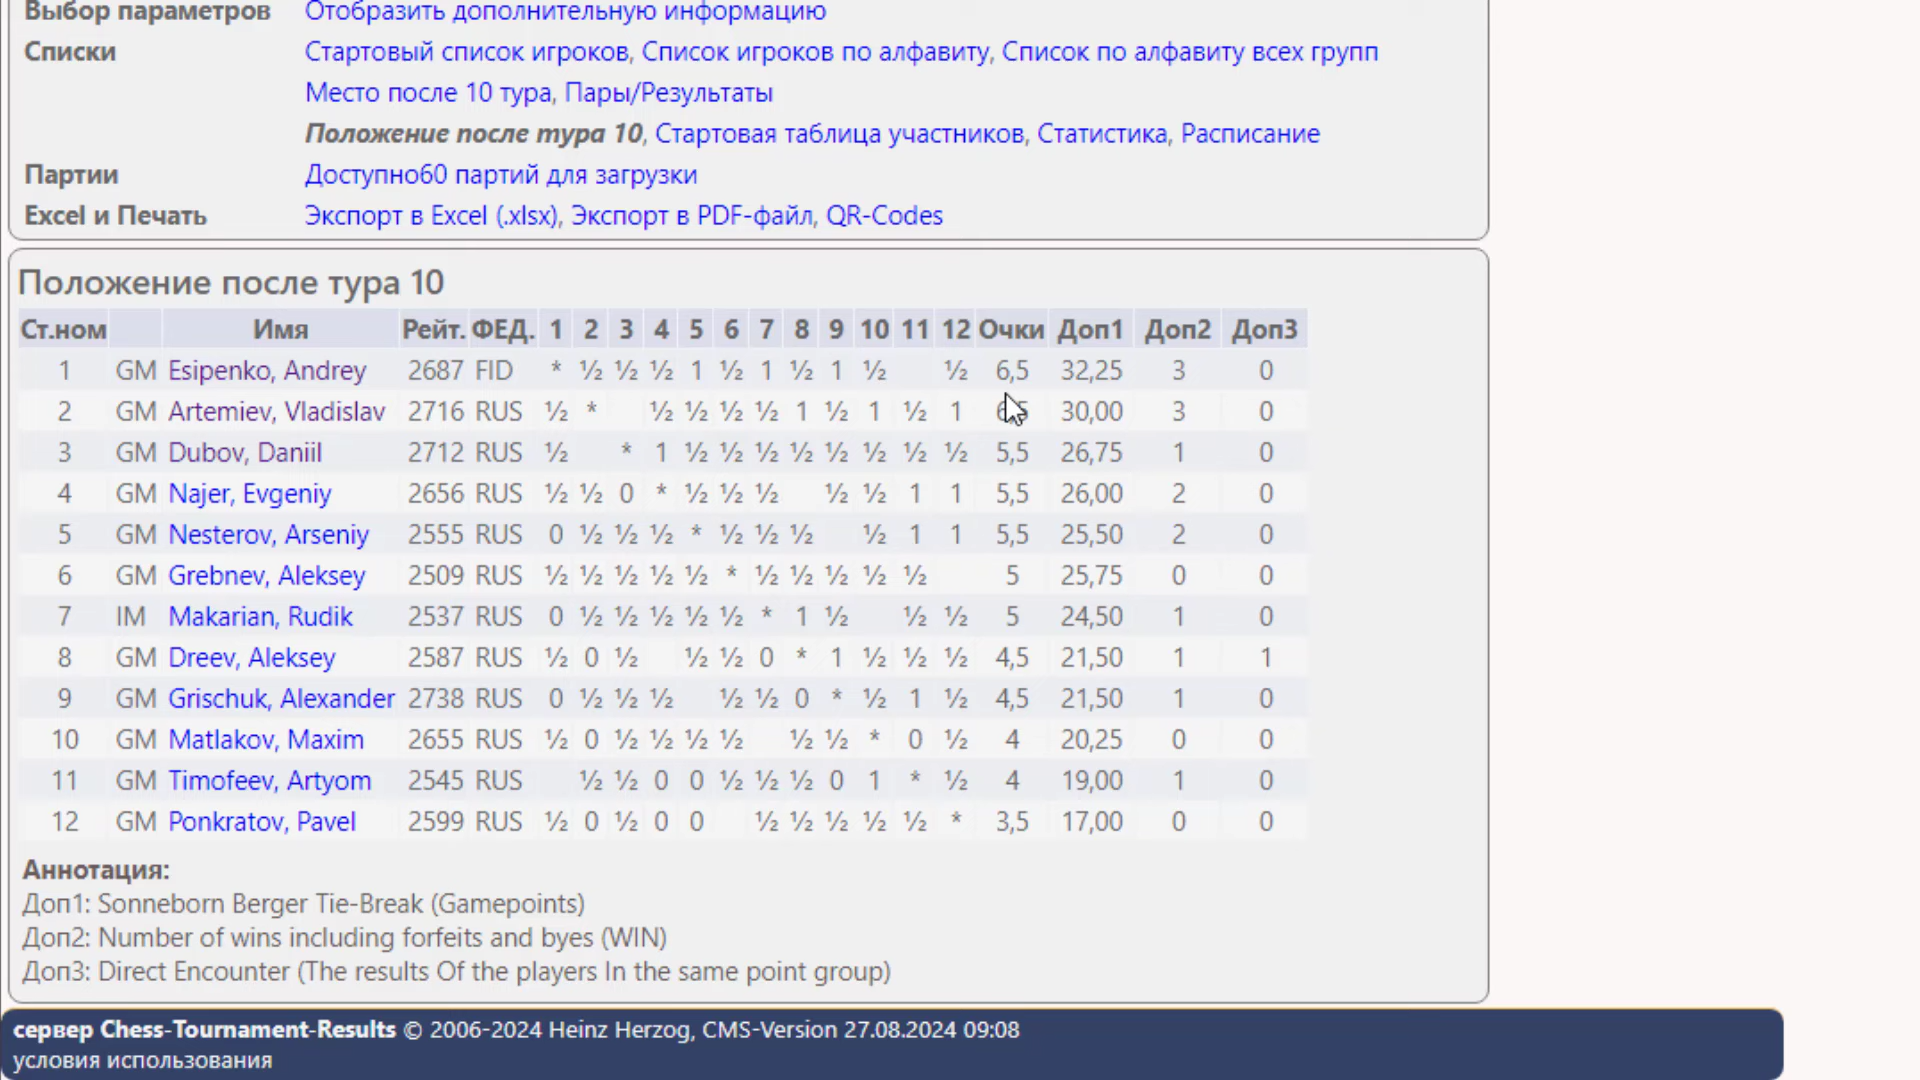 Выбор параметров Отобразить дополнительную информацию
Списки Стартовый список игроков, Список игроков по алфавиту, Список по алфавиту всех групп
Место после 10 тура, Пары/Результаты
Положение после тура 10, Стартовая таблица участников, Статистика, Расписание
Партии Доступно60 партий для загрузки
Excel и Печать Экспорт в Excel (.xlsx), Экспорт в PDF-файл, QR-Codes
Положение после тура 10
Ст.ном Имя Рейт. ФЕД. 1 2 3 4 5 6 7 8 9 10 11 12 Очки Доп1 Доп2 Доп3
1 GM Esipenko, Andrey 2687 FID * ½ ½ ½ 1 ½ 1 ½ 1 ½ ½ 6,5 32,25 3 0
2 GM Artemiev, Vladislav 2716 RUS ½ * ½ ½ ½ ½ 1 ½ 1 ½ 1 30,00 3 0
3 GM Dubov, Daniil 2712 RUS ½ * 1 ½ ½ ½ ½ ½ ½ ½ ½ 5,5 26,75 1 0
4 GM Najer, Evgeniy 2656 RUS ½ ½ 0 * ½ ½ ½ ½ ½ 1 1 5,5 26,00 2 0
5 GM Nesterov, Arseniy 2555 RUS 0 ½ ½ ½ * ½ ½ ½ ½ 1 1 5,5 25,50 2 0
6 GM Grebnev, Aleksey 2509 RUS ½ ½ ½ ½ ½ * ½ ½ ½ ½ ½ 5 25,75 0 0
7 IM Makarian, Rudik 2537 RUS 0 ½ ½ ½ ½ ½ * 1 ½ ½ ½ 5 24,50 1 0
8 GM Dreev, Aleksey 2587 RUS ½ 0 ½ ½ ½ 0 * 1 ½ ½ ½ 4,5 21,50 1 1
9 GM Grischuk, Alexander 2738 RUS 0 ½ ½ ½ ½ ½ 0 * ½ 1 ½ 4,5 21,50 1 0
10 GM Matlakov, Maxim 2655 RUS ½ 0 ½ ½ ½ ½ ½ ½ * 0 ½ 4 20,25 0 0
11 GM Timofeev, Artyom 2545 RUS ½ ½ 0 0 ½ ½ ½ 0 1 * ½ 4 19,00 1 0
12 GM Ponkratov, Pavel 2599 RUS ½ 0 ½ 0 0 ½ ½ ½ ½ ½ * 3,5 17,00 0 0
Аннотация:
Доп1: Sonneborn Berger Tie-Break (Gamepoints)
Доп2: Number of wins including forfeits and byes (WIN)
Доп3: Direct Encounter (The results Of the players In the same point group)
сервер Chess-Tournament-Results © 2006-2024 Heinz Herzog, CMS-Version 27.08.2024 09:08
условия использования